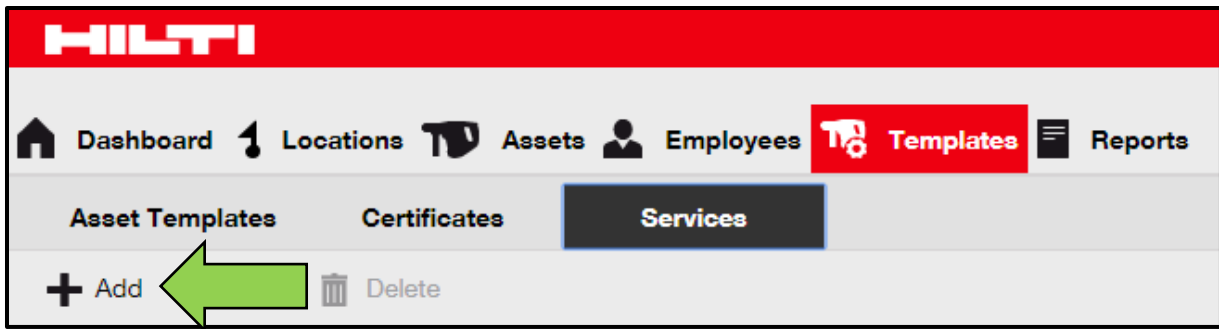 HILTI
Dashboard Locations Assets Employees Templates Reports
Asset Templates Certificates Services
Add Delete